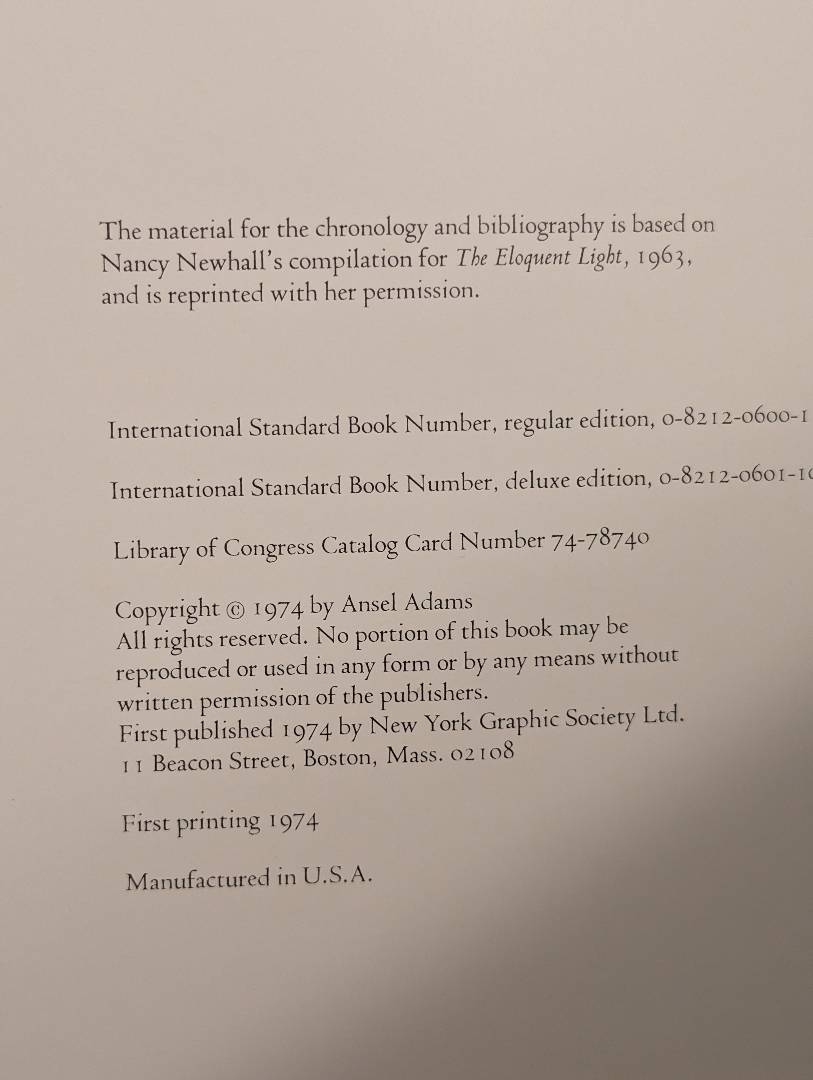 The material for the chronology and bibliography is based on
Nancy Newhall's compilation for The Eloquent Light, 1963,
and is reprinted with her permission.
International Standard Book Number, regular edition, 0-8212-0600-1
International Standard Book Number, deluxe edition,
Library of Congress Catalog Card Number 74-78740
Copyright © 1974 by Ansel Adams
All rights reserved. No portion of this book may be
reproduced or used in any form or by any means without
written permission of the publishers.
First published 1974 by New York Graphic Society Ltd.
11 Beacon Street, Boston, Mass. 02108
First printing 1974
Manufactured in U.S.A.